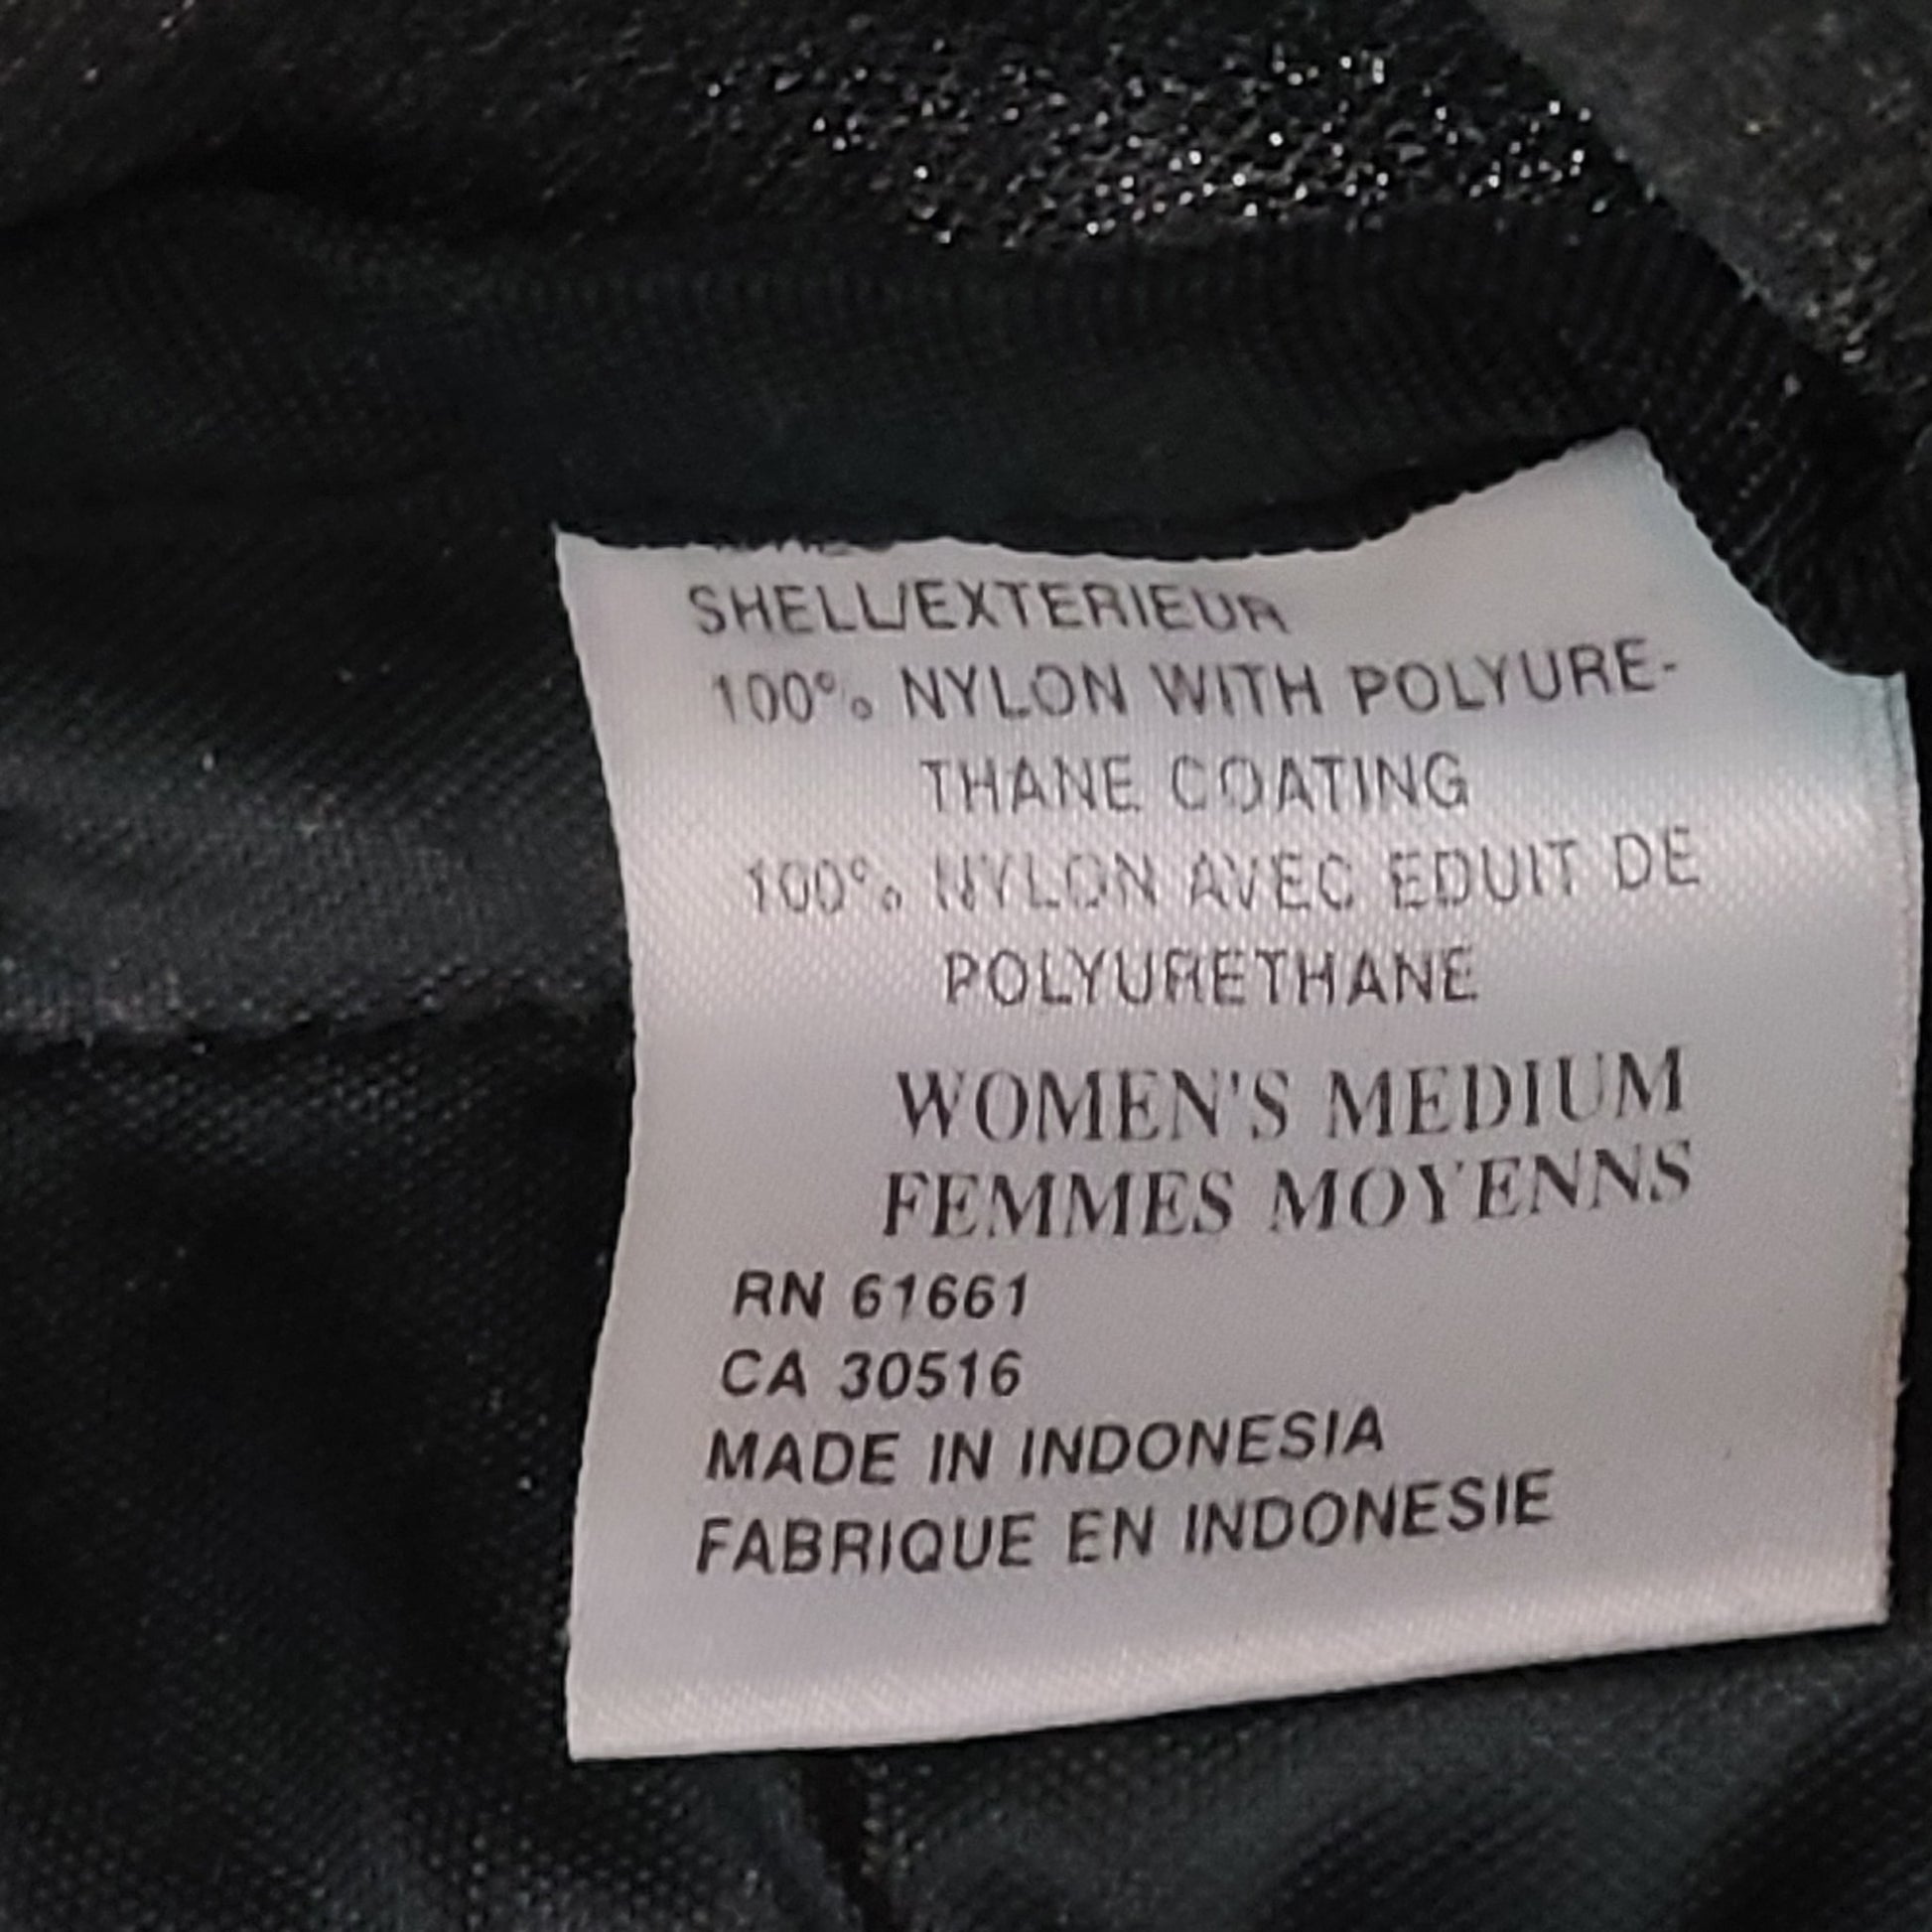 SHELL/EXTERIEUR
100% NYLON WITH POLYURE-
THANE COATING
100% NYLON AVEC EDUIT DE
POLYURETHANE
WOMEN'S MEDIUM
FEMMES MOYENNS
RN 61661
CA 30516
MADE IN INDONESIA
FABRIQUE EN INDONESIE